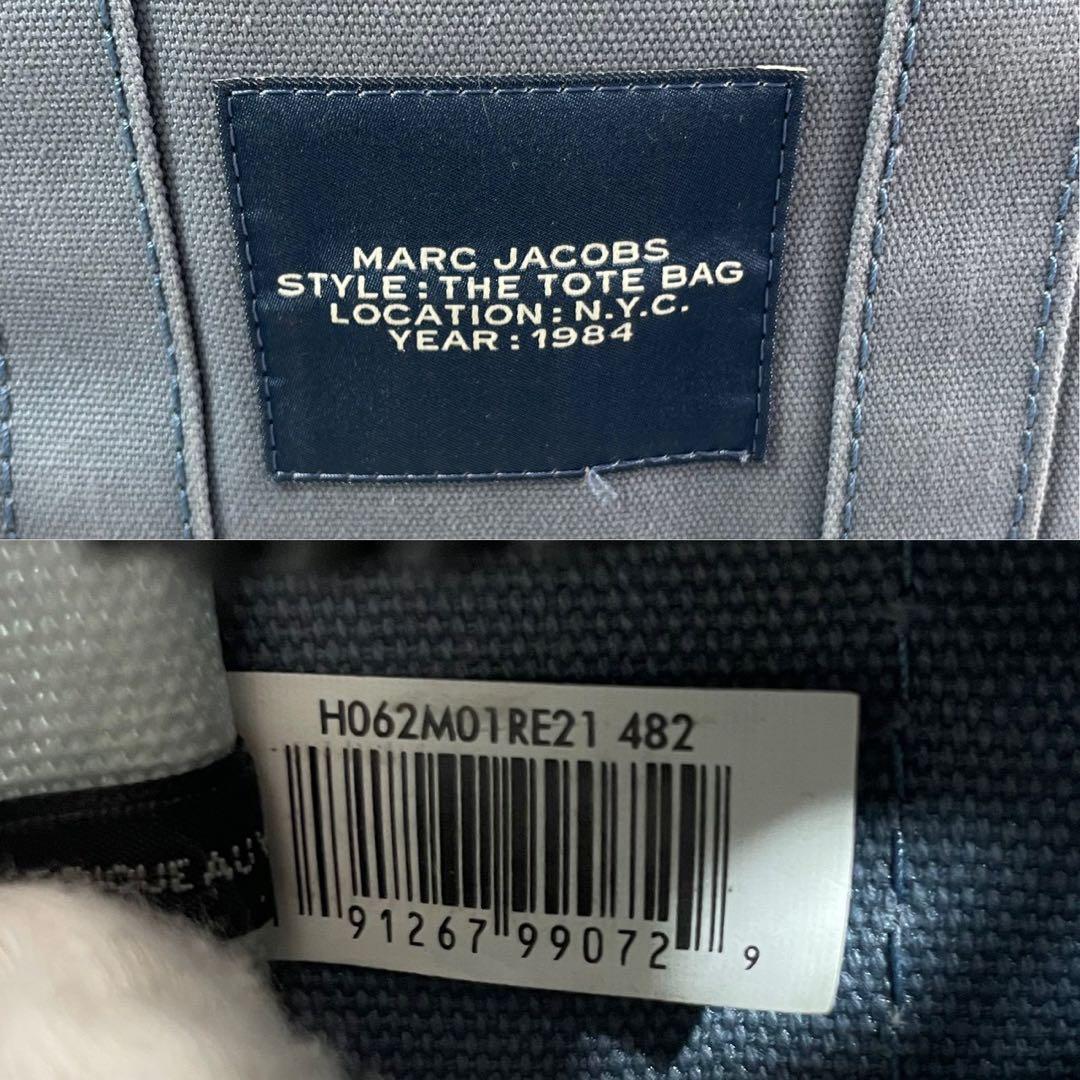 MARC JACOBS
STYLE : THE TOTE BAG
LOCATION : N.Y.C.
YEAR : 1984
H062M01RE21 482
91267 99072 9